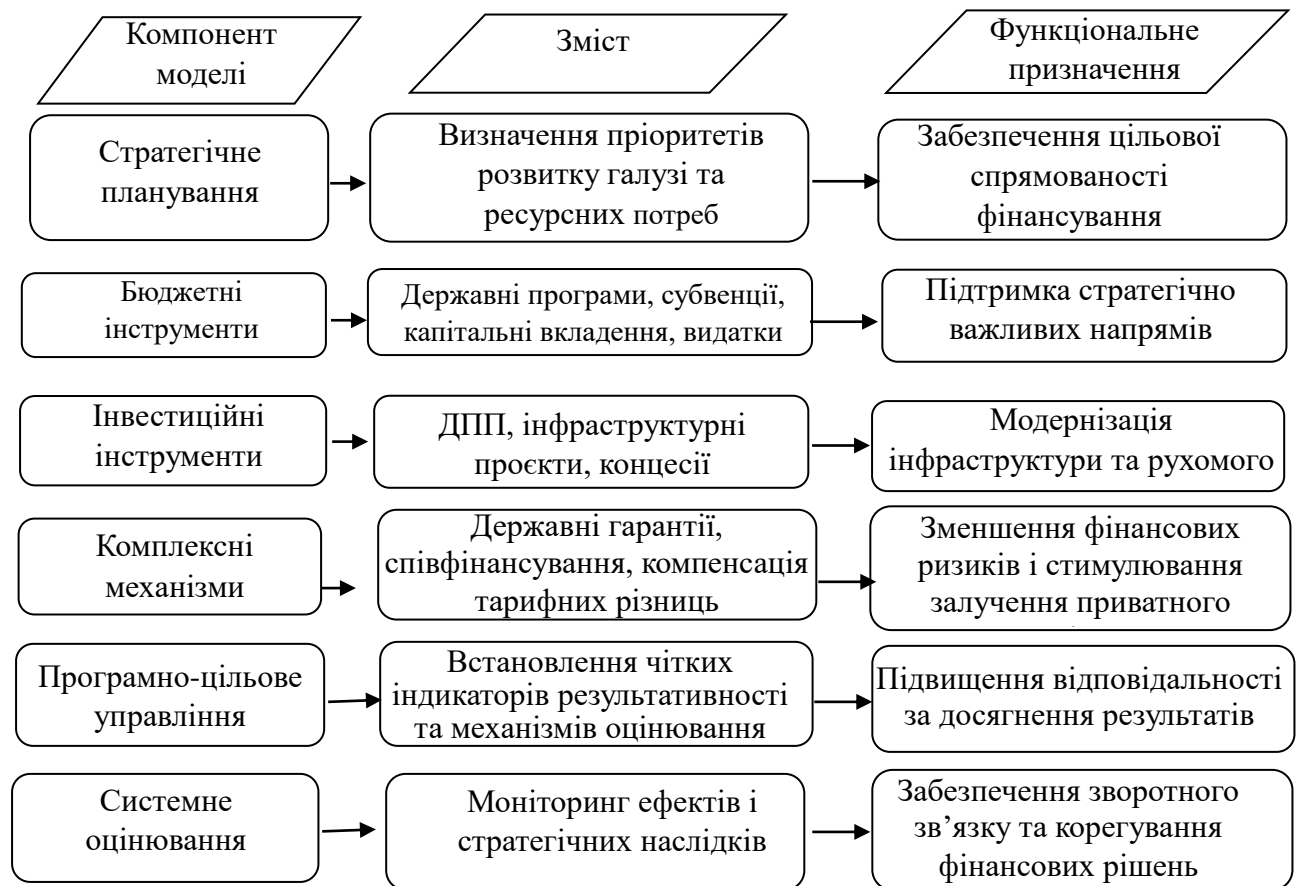 Компонент
моделі
Зміст
Функціональне
призначення
Стратегічне
планування
Визначення пріоритетів
розвитку галузі та
ресурсних потреб
Забезпечення цільової
спрямованості
фінансування
Бюджетні
інструменти
Державні програми, субвенції,
капітальні вкладення, видатки
Підтримка стратегічно
важливих напрямів
Інвестиційні
інструменти
ДПП, інфраструктурні
проєкти, концесії
Модернізація
інфраструктури та рухомого
Комплексні
механізми
Державні гарантії,
співфінансування, компенсація
тарифних різниць
Зменшення фінансових
ризиків і стимулювання
залучення приватного
Програмно-цільове
управління
Встановлення чітких
індикаторів результативності
та механізмів оцінювання
Підвищення відповідальності
за досягнення результатів
Системне
оцінювання
Моніторинг ефектів і
стратегічних наслідків
Забезпечення зворотного
зв’язку та корегування
фінансових рішень